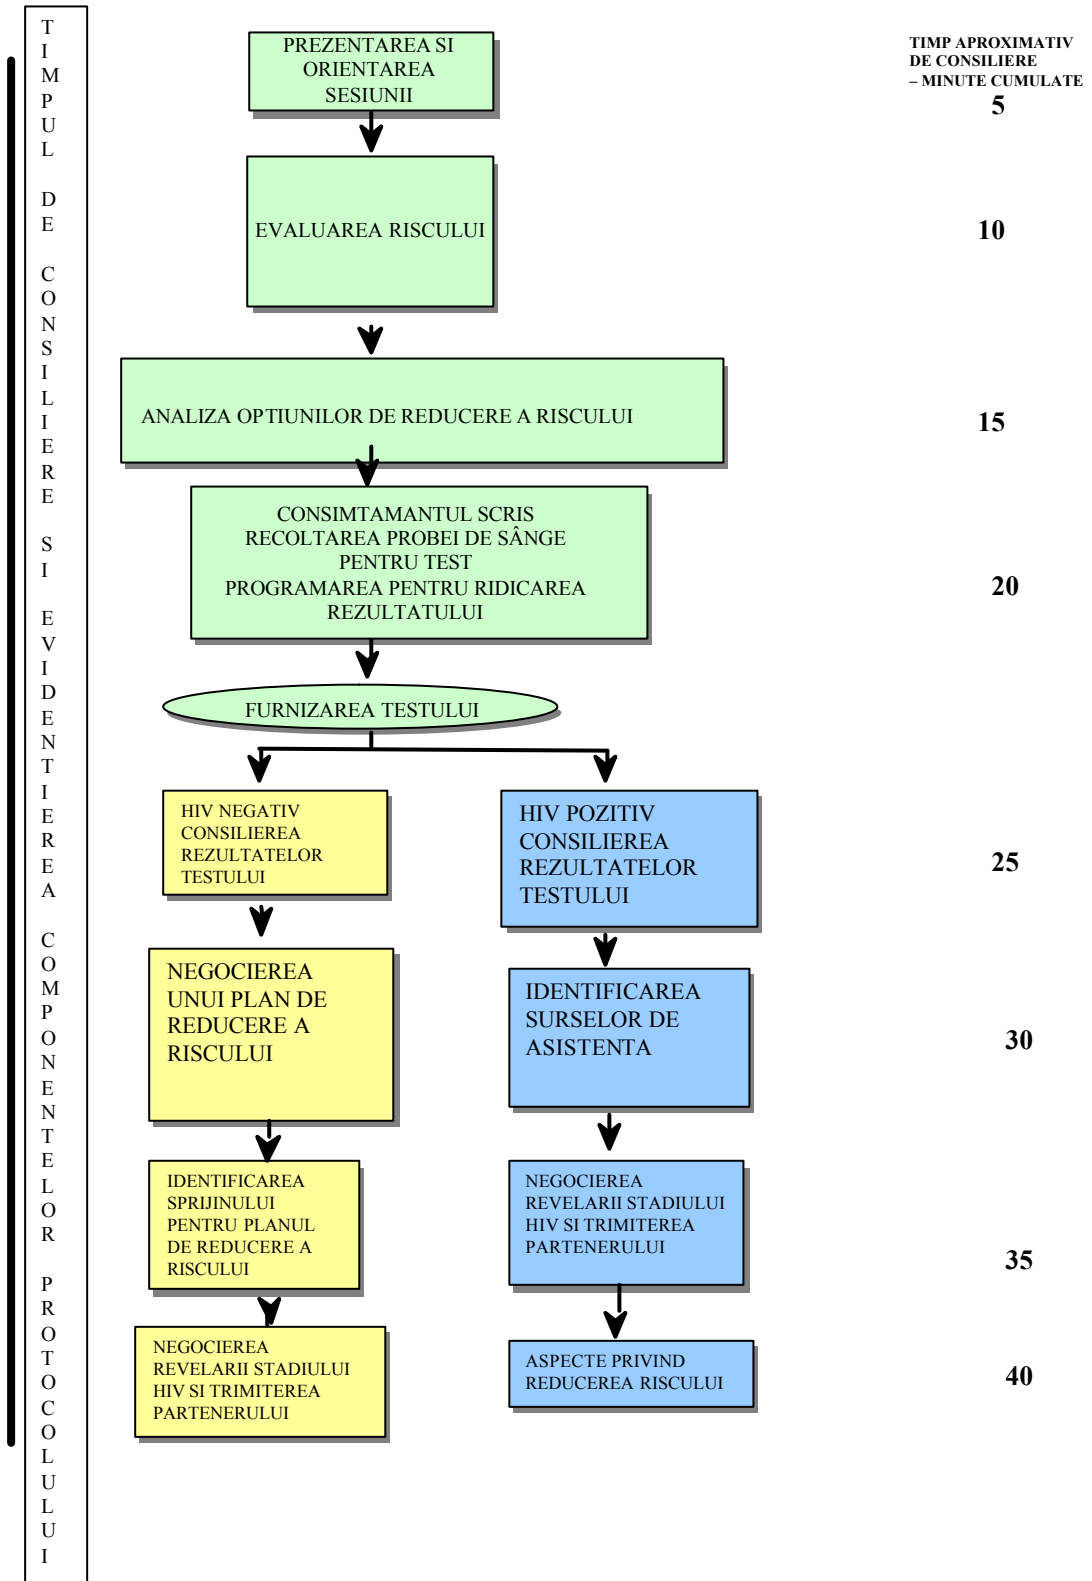 TIMPUL DE CONSILIERE SI EVIDENTIEREA COMPONENTELOR PROTOCOLULUI
TIMP APROXIMATIV
DE CONSILIERE
– MINUTE CUMULATE
PREZENTAREA SI
ORIENTAREA
SESIUNII
5
EVALUAREA RISCULUI
10
ANALIZA OPTIUNILOR DE REDUCERE A RISCULUI
15
CONSIMTAMANTUL SCRIS
RECOLTAREA PROBEI DE SÂNGE
PENTRU TEST
PROGRAMAREA PENTRU RIDICAREA
REZULTATULUI
20
FURNIZAREA TESTULUI
HIV NEGATIV
CONSILIEREA
REZULTATELOR
TESTULUI
HIV POZITIV
CONSILIEREA
REZULTATELOR
TESTULUI
25
NEGOCIEREA
UNUI PLAN DE
REDUCERE A
RISCULUI
IDENTIFICAREA
SURSELOR DE
ASISTENTA
30
IDENTIFICAREA
SPRIJINULUI
PENTRU PLANUL
DE REDUCERE A
RISCULUI
NEGOCIEREA
REVELARII STADIULUI
HIV SI TRIMITEREA
PARTENERULUI
35
NEGOCIEREA
REVELARII STADIULUI
HIV SI TRIMITEREA
PARTENERULUI
ASPECTE PRIVIND
REDUCEREA RISCULUI
40